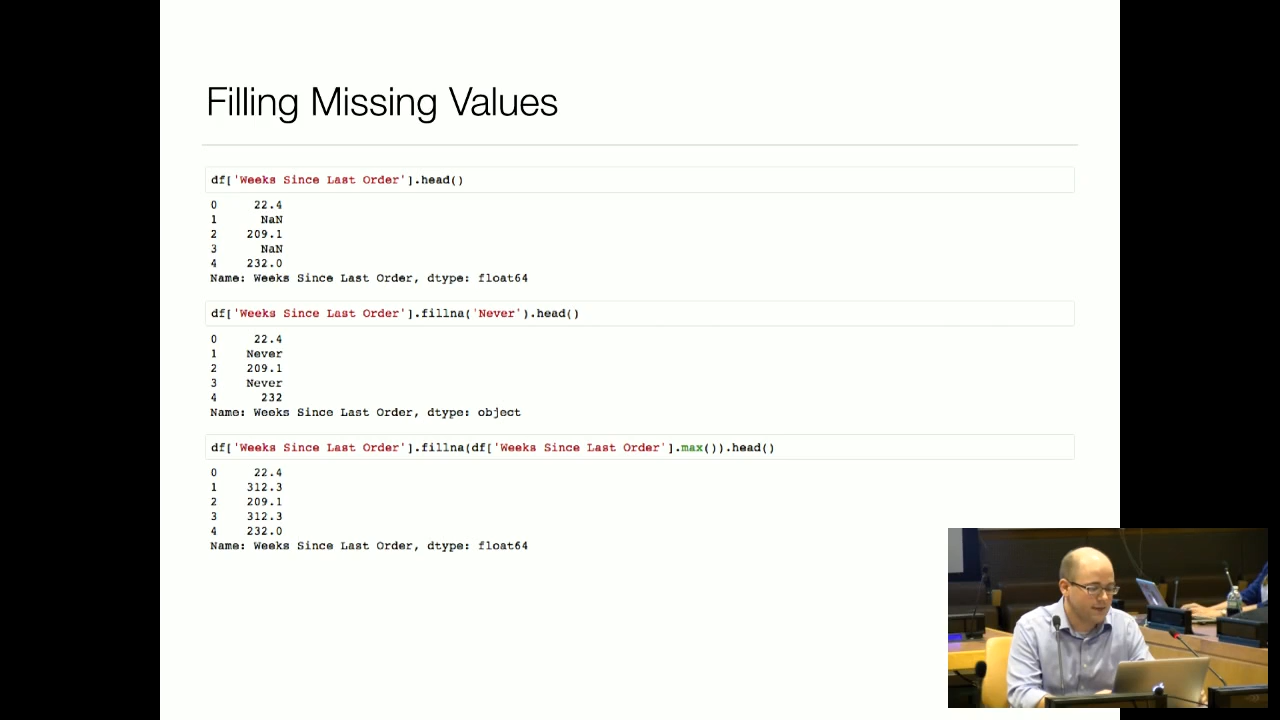 Filling Missing Values
df['Weeks Since Last Order'].head()
0 22.4
1 NaN
2 209.1
3 NaN
4 232.0
Name: Weeks Since Last Order, dtype: float64
df['Weeks Since Last Order'].fillna('Never').head()
0 22.4
1 Never
2 209.1
3 Never
4 232
Name: Weeks Since Last Order, dtype: object
df['Weeks Since Last Order'].fillna(df['Weeks Since Last Order'].max()).head()
0 22.4
1 312.3
2 209.1
3 312.3
4 232.0
Name: Weeks Since Last Order, dtype: float64